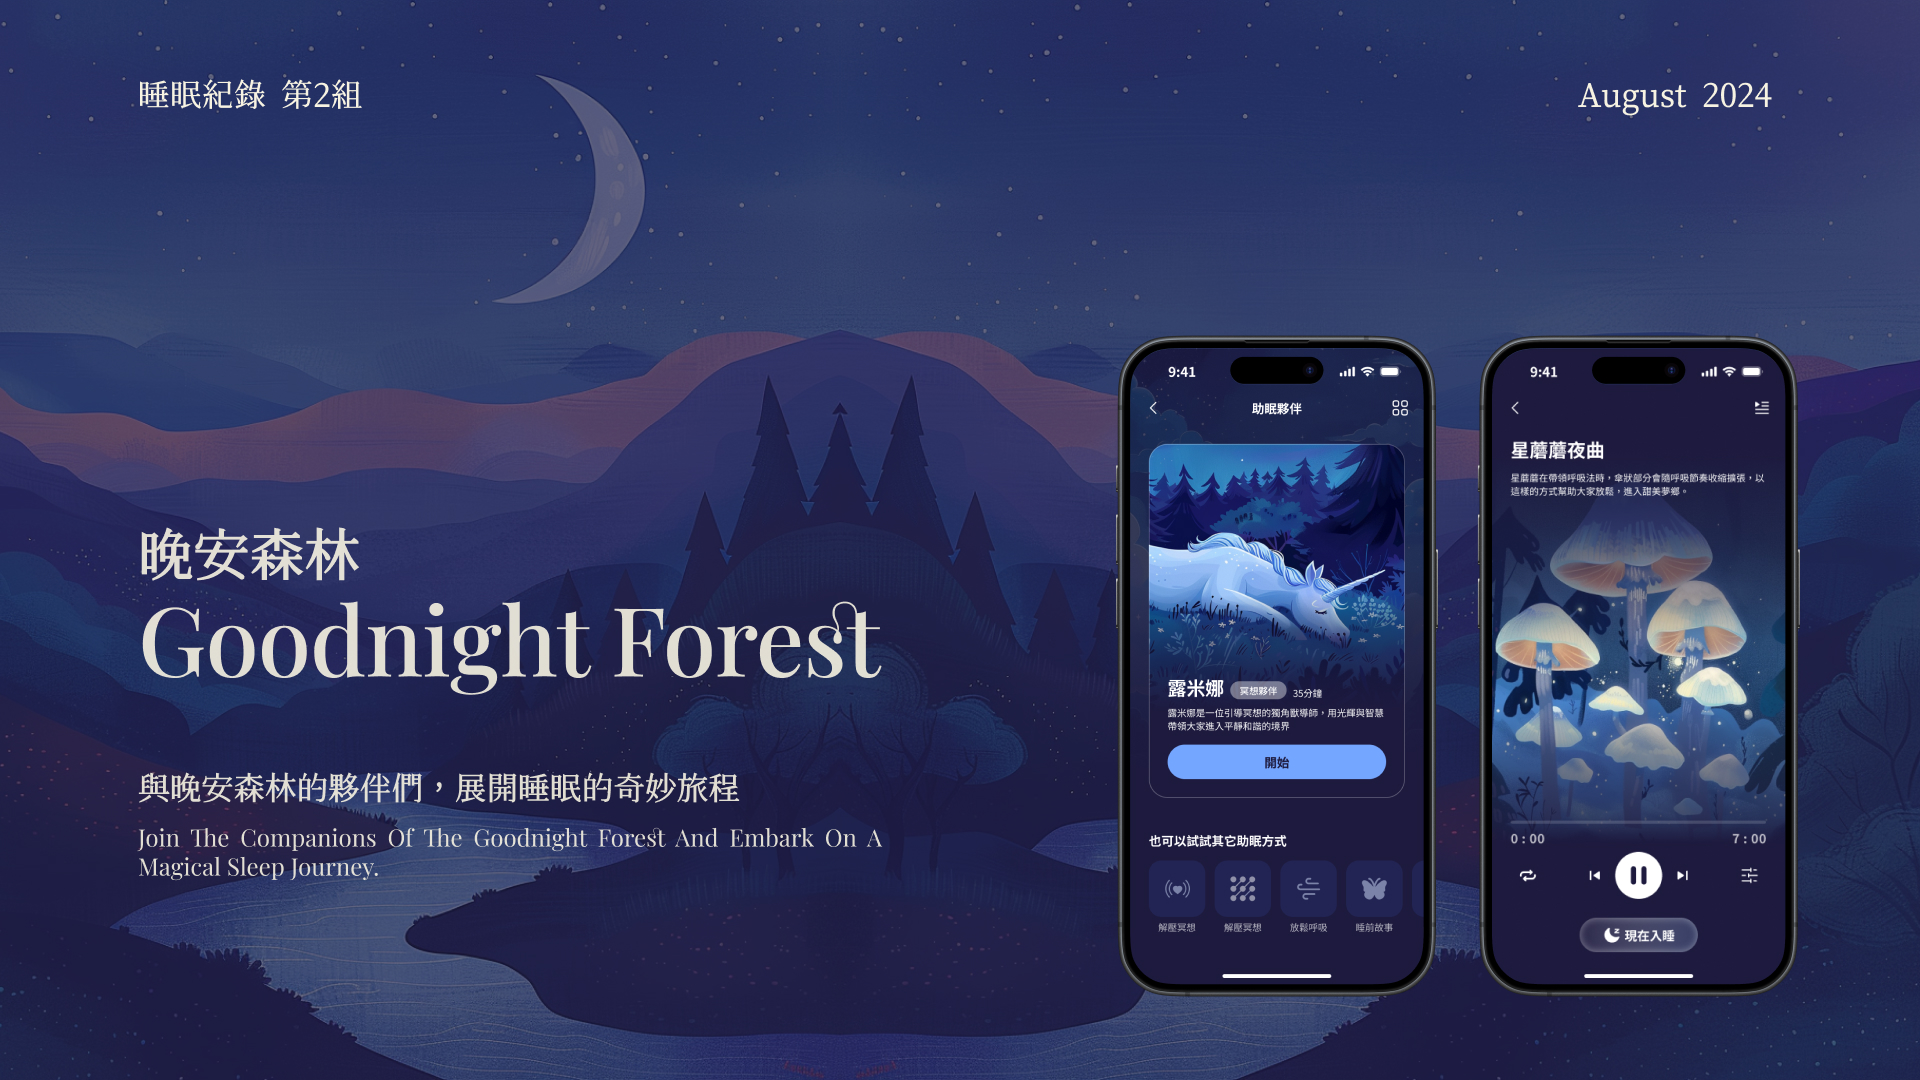 睡眠紀錄 第2組
August 2024
晚安森林
Goodnight Forest
與晚安森林的夥伴們，展開睡眠的奇妙旅程
Join The Companions Of The Goodnight Forest And Embark On A
Magical Sleep Journey.
9:41
助眠夥伴
露米娜 冥想夥伴 35分鐘
露米娜是一位引導冥想的獨角獸導師，用光輝與智慧
帶領大家進入平靜和諧的境界
開始
也可以試試其它助眠方式
解壓冥想 解壓冥想 放鬆呼吸 睡前故事
9:41
星蘑蘑夜曲
星蘑蘑在帶領呼吸法時，傘狀部分會隨呼吸節奏收縮擴張，以
這樣的方式幫助大家放鬆，進入甜美夢鄉。
0:00 7:00
現在入睡